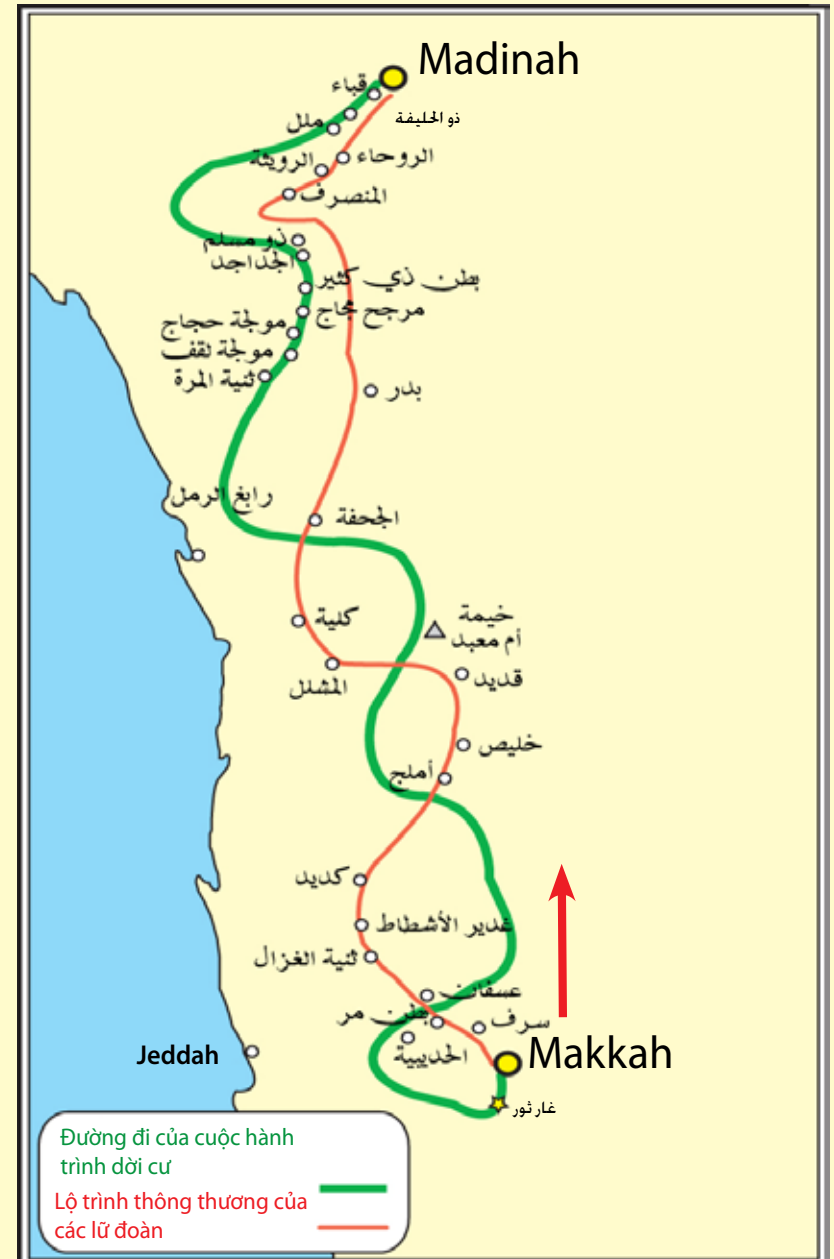 Madinah
قباء
ذو الحليفة
ملل
الروحاء
الرويثة
المنصرف
ذو مسلم
الجداجد
بطن ذي كثير
مرجح مجاج
موجة حجاج
موجة لقف
ثنية المرة
بدر
رابغ الرمل
الجحفة
خيمة
أم معبد
كلية
قديد
المشلل
خليص
أملج
كديد
غدير الأشطاط
ثنية الغزال
عسفان
بطن مر
سرف
الحديبية
Jeddah
Makkah
غار ثور
Đường đi của cuộc hành
trình dời cư
Lộ trình thông thương của
các lữ đoàn